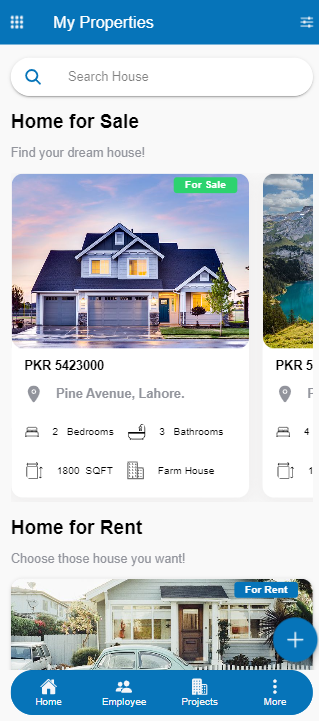 My Properties
Search House
Home for Sale
Find your dream house!
For Sale
PKR 5423000
PKR 5
Pine Avenue, Lahore.
2 Bedrooms
3 Bathrooms
4
1800 SQFT
Farm House
1
Home for Rent
Choose those house you want!
For Rent
Home
Employee
Projects
More